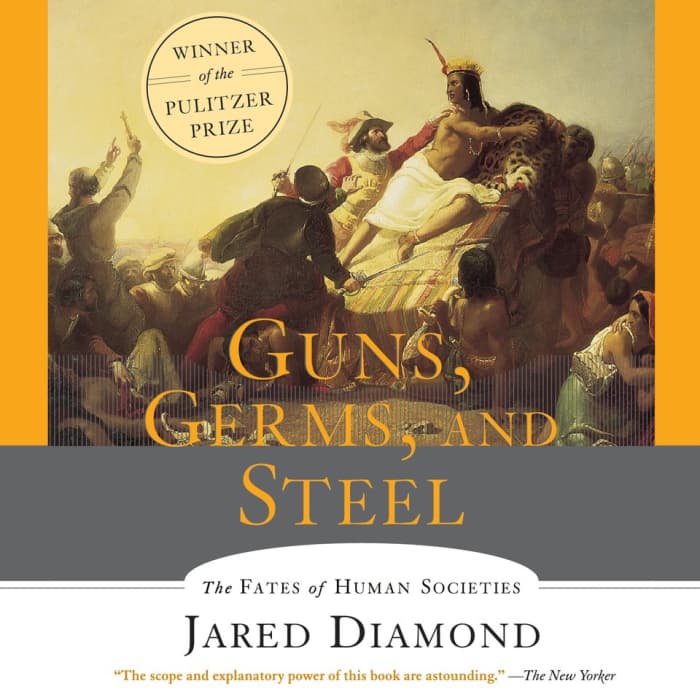 WINNER
of the
PULITZER
PRIZE
GUNS,
GERMS, AND
STEEL
The FATES of HUMAN SOCIETIES
JARED DIAMOND
“The scope and explanatory power of this book are astounding.” —The New Yorker